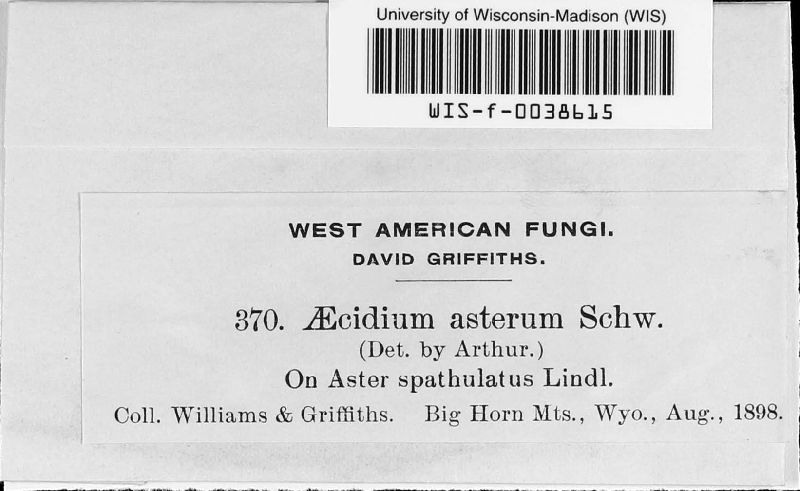 University of Wisconsin-Madison (WIS)
WIS-f-0038615
WEST AMERICAN FUNGI.
DAVID GRIFFITHS.
370. Æcidium asterum Schw.
(Det. by Arthur.)
On Aster spathulatus Lindl.
Coll. Williams & Griffiths. Big Horn Mts., Wyo., Aug., 1898.